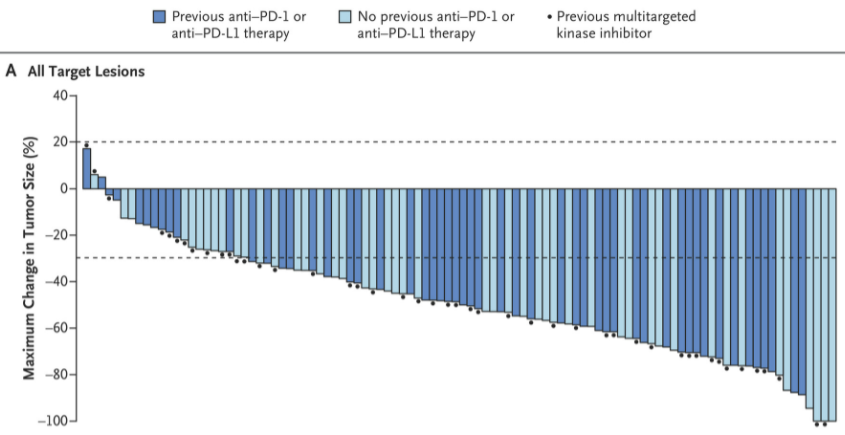 Previous anti–PD-1 or
anti–PD-L1 therapy
No previous anti–PD-1 or
anti–PD-L1 therapy
• Previous multitargeted
kinase inhibitor
A All Target Lesions
Maximum Change in Tumor Size (%)
40
20
0
−20
−40
−60
−80
−100